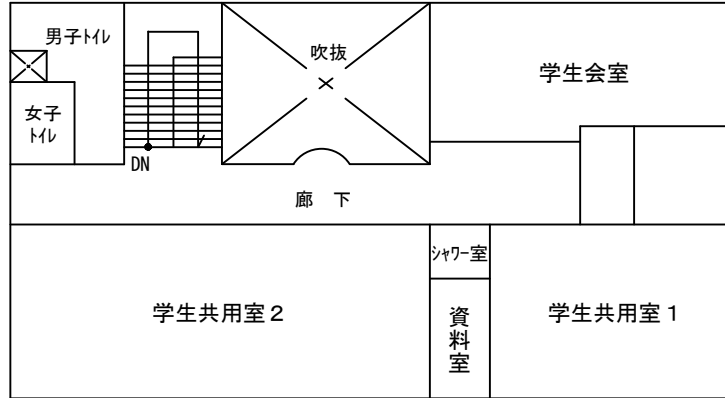 男子ﾄｲﾚ
吹抜
学生会室
女子
ﾄｲﾚ
DN
廊 下
ｼｬﾜｰ室
学生共用室2
資料室
学生共用室1